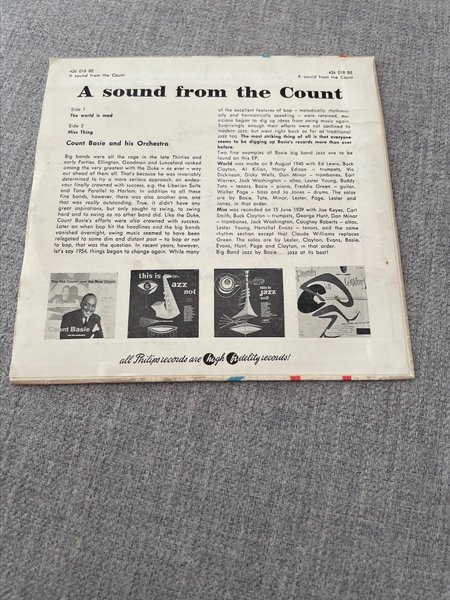 426 018 BE
A sound from the Count
426 018 BE
A sound from the Count
A sound from the Count
Side 1
The world is mad
Side 2
Miss Thing
Count Basie and his Orchestra
Big bands were all the rage in the late Thirties and
early Forties. Ellington, Goodman and Lunceford ranked
among the very best with the Duke – as ever – way
out ahead of them all. That's because he was invariably
determined to try a more serious approach, an endea-
vour finally crowned with success, e.g. the Liberian Suite
and Tone Parallel to Harlem. In addition to all these
fine bands, however, there was also another one, one
that was really outstanding. True, it didn't have any
great aspirations, but only sought to swing, to swing
hard and to swing as no other band did. Like the Duke,
Count Basie's efforts were also crowned with success.
Later on when bop hit the headlines and the big bands
vanished overnight, swing music seemed to have been
relegated to some dim and distant past – to bop or not
to bop, that was the question. In recent years, however,
let's say 1954, things began to change again. While many
of the excellent features of bop – melodically, rhythmic-
ally and harmonically speaking – were retained, mu-
sicians began to dig up ideas from swing music again.
Surprisingly enough their efforts were not confined to
modern jazz, but went right back as far as traditional
jazz too. The most striking thing of all is that everyone
seems to be digging up Basie's records more than ever
before.
Two fine examples of Basie big band jazz are to be
found on this EP.
World was made on 8 August 1940 with Ed Lewis, Buck
Clayton, Al Kilian, Harry Edison – trumpets, Vic
Dickinson, Dicky Wells, Dan Minor – trombones, Earl
Warren, Jack Washington – altos, Lester Young, Buddy
Tate – tenors, Basie – piano, Freddie Green – guitar,
Walter Page – bass and Jo Jones – drums. The solos
are by Basie, Tate, Minor, Lester, Page, Lester and
Jones, in that order.
Miss was recorded on 15 June 1939 with Joe Keyes, Carl
Smith, Buck Clayton – trumpets, George Hunt, Dan Minor
– trombones, Jack Washington, Caughey Roberts – altos,
Lester Young, Herschel Evans – tenors, and the same
rhythm section except that Claude Williams replaces
Green. The solos are by Lester, Clayton, Evans, Basie,
Evans, Hunt, Page and Clayton, in that order.
Big Band jazz by Basie... jazz at its best!
The Old Count and the New Count
Count Basie
this is
jazz
no1
this is
jazz
no2
all Philips records are high fidelity records!